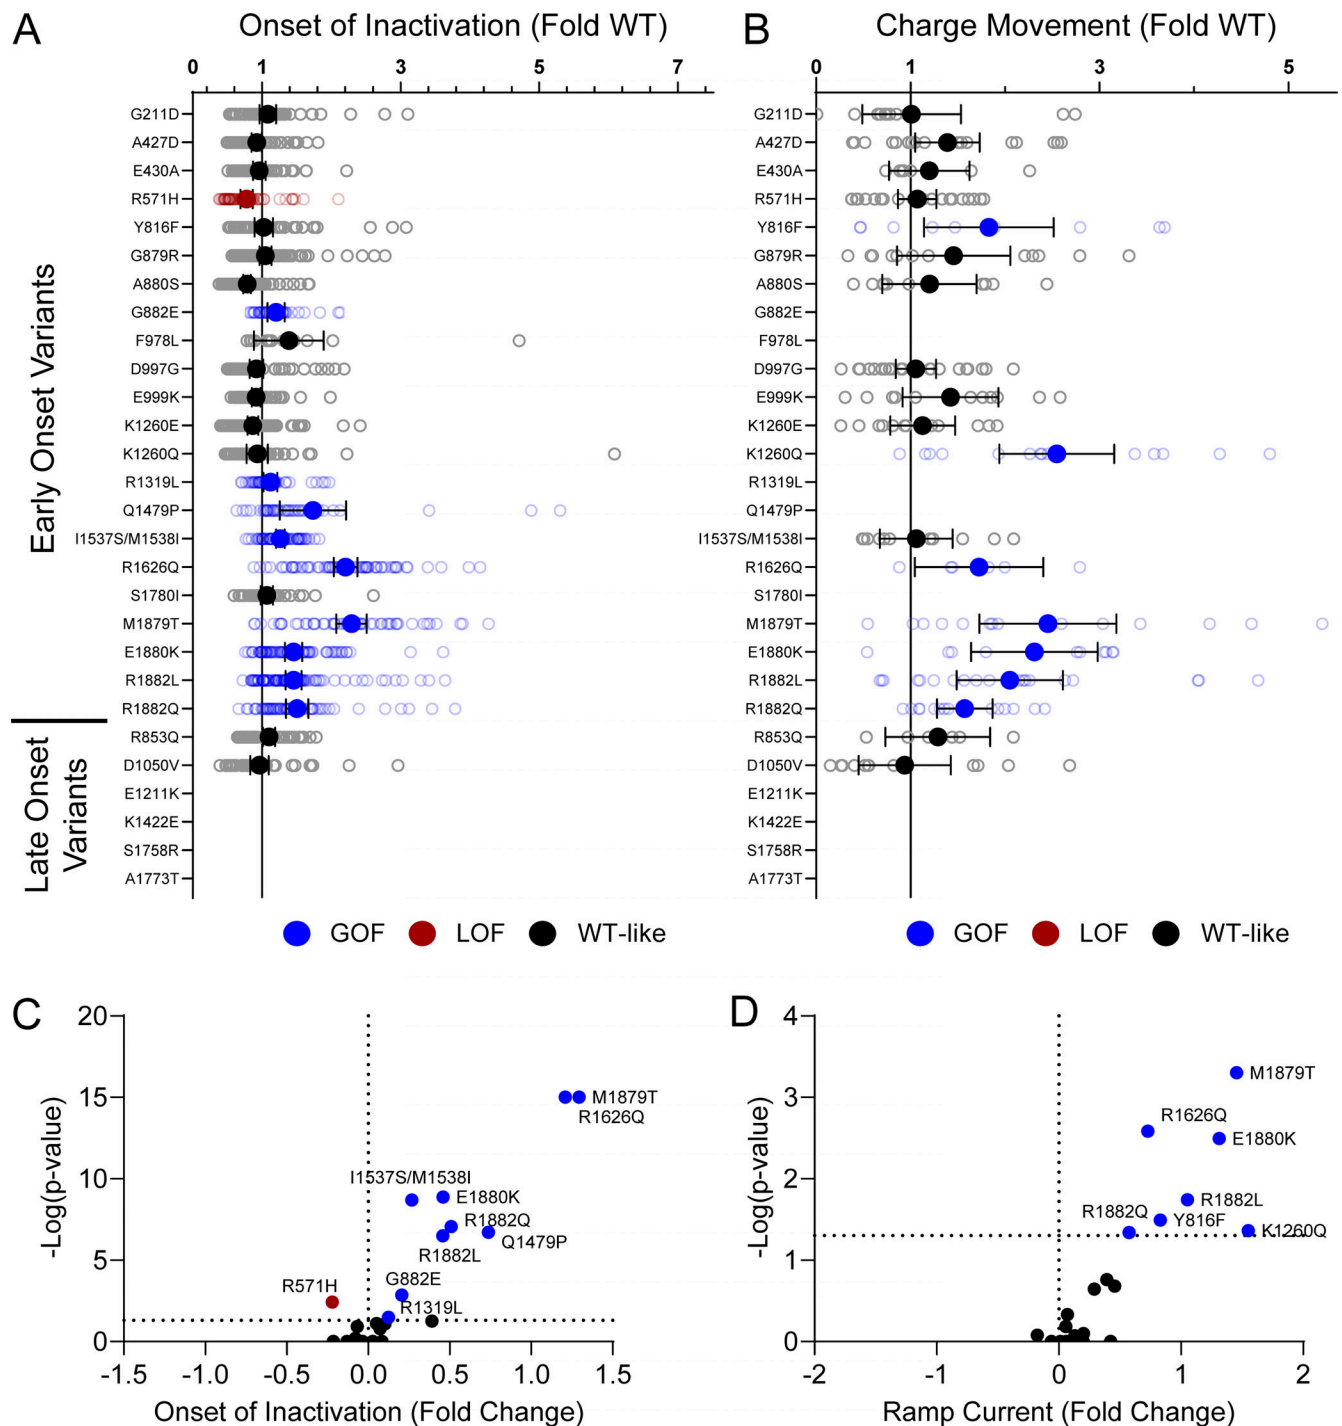 A
Onset of Inactivation (Fold WT)
0 1 3 5 7
Early Onset Variants
G211D
A427D
E430A
R571H
Y816F
G879R
A880S
G882E
F978L
D997G
E999K
K1260E
K1260Q
R1319L
Q1479P
I1537S/M1538I
R1626Q
S1780I
M1879T
E1880K
R1882L
R1882Q
Late Onset
Variants
R853Q
D1050V
E1211K
K1422E
S1758R
A1773T
GOF LOF WT-like
B
Charge Movement (Fold WT)
0 1 3 5
G211D
A427D
E430A
R571H
Y816F
G879R
A880S
G882E
F978L
D997G
E999K
K1260E
K1260Q
R1319L
Q1479P
I1537S/M1538I
R1626Q
S1780I
M1879T
E1880K
R1882L
R1882Q
R853Q
D1050V
E1211K
K1422E
S1758R
A1773T
GOF LOF WT-like
C
-Log(p-value)
20
15
10
5
0
M1879T
R1626Q
I1537S/M1538I
E1880K
R1882Q
Q1479P
R1882L
G882E
R571H
R1319L
-1.5 -1.0 -0.5 0.0 0.5 1.0 1.5
Onset of Inactivation (Fold Change)
D
-Log(p-value)
4
3
2
1
0
M1879T
R1626Q
E1880K
R1882L
R1882Q
Y816F
K1260Q
-2 -1 0 1 2
Ramp Current (Fold Change)